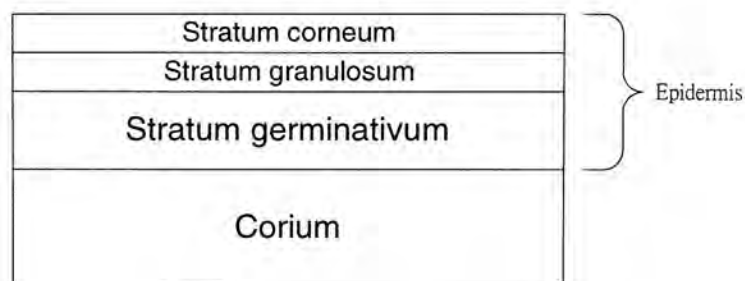 Stratum corneum
Stratum granulosum
Epidermis
Stratum germinativum
Corium